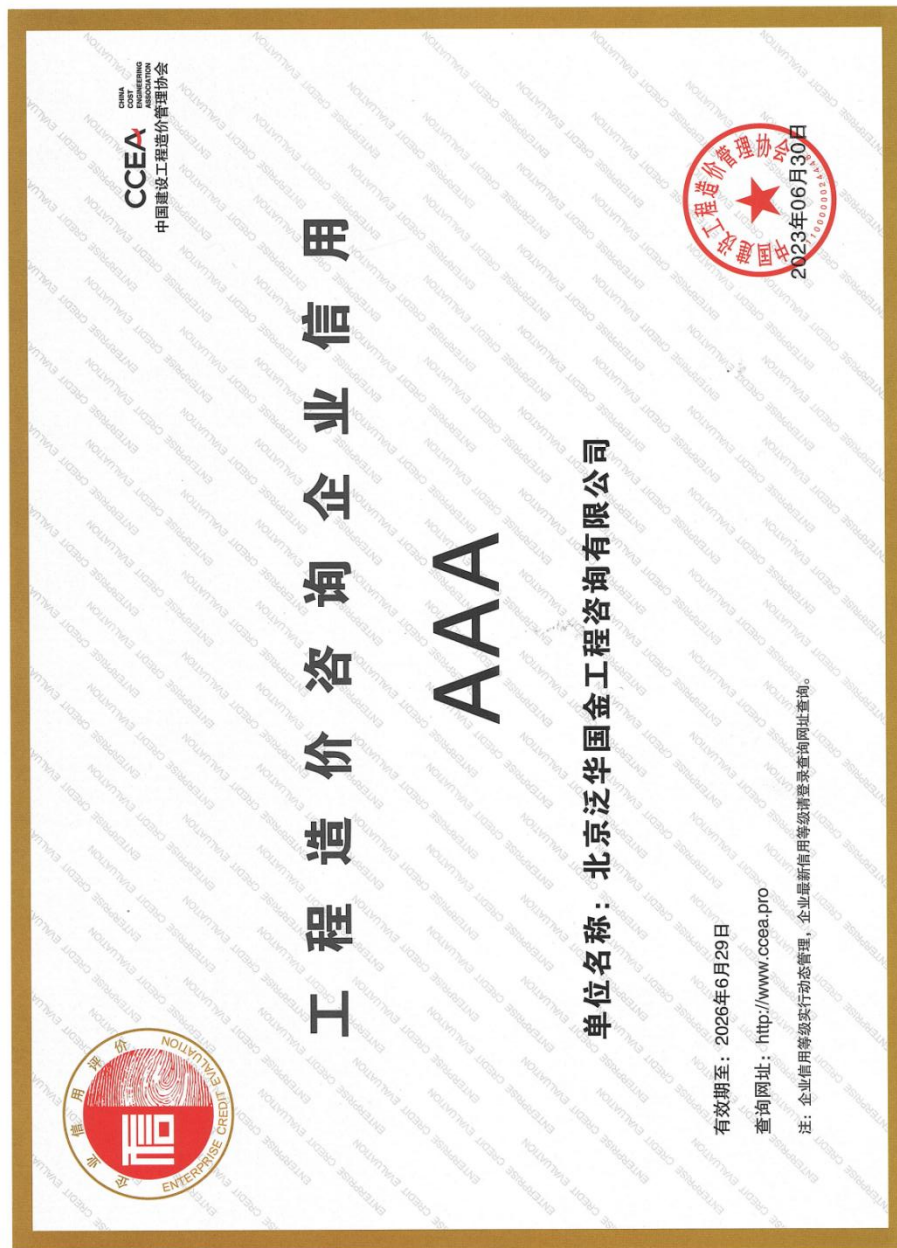 企业信用评价
信
ENTERPRISE CREDIT EVALUATION
CCEA
CHINA
COST
ENGINEERING
ASSOCIATION
中国建设工程造价管理协会
工程造价咨询企业信用
AAA
单位名称：北京泛华国金工程咨询有限公司
有效期至：2026年6月29日
查询网址：http://www.ccea.pro
注：企业信用等级实行动态管理，企业最新信用等级请登录查询网址查询。
中国建设工程造价管理协会
2023年06月30日
ENTERPRISE CREDIT EVALUATION